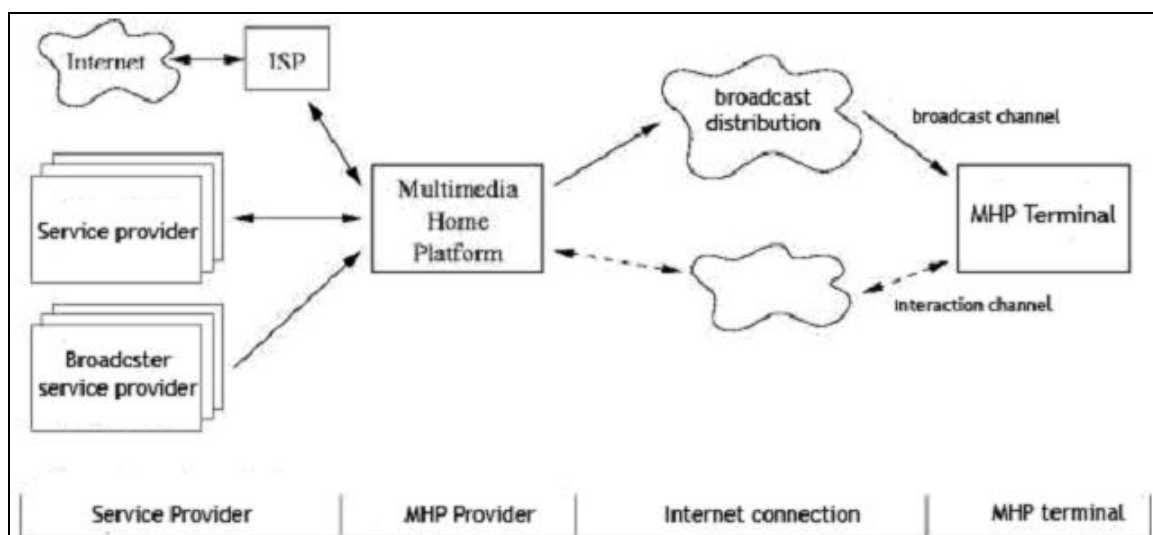 Internet
ISP
broadcast
distribution
broadcast channel
Service provider
Multimedia
Home
Platform
MHP Terminal
interaction channel
Broadcster
service provider
Service Provider
MHP Provider
Internet connection
MHP terminal